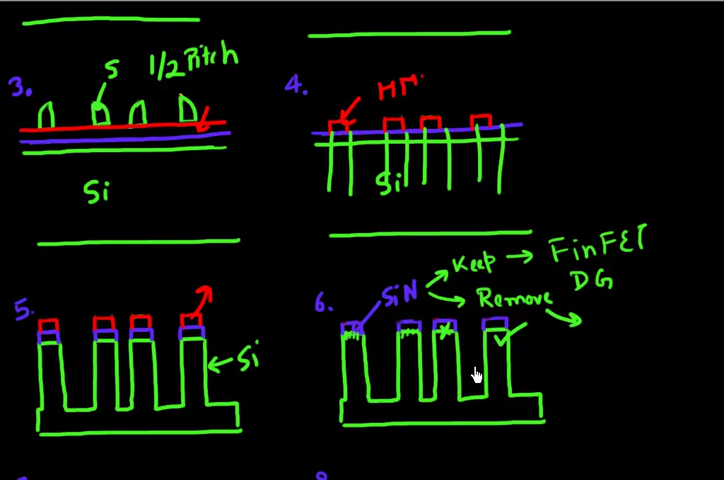 3.
S 1/2 Pitch
Si
4.
HM
Si
5.
Si
6.
SiN
Keep → FinFET
DG
Remove →